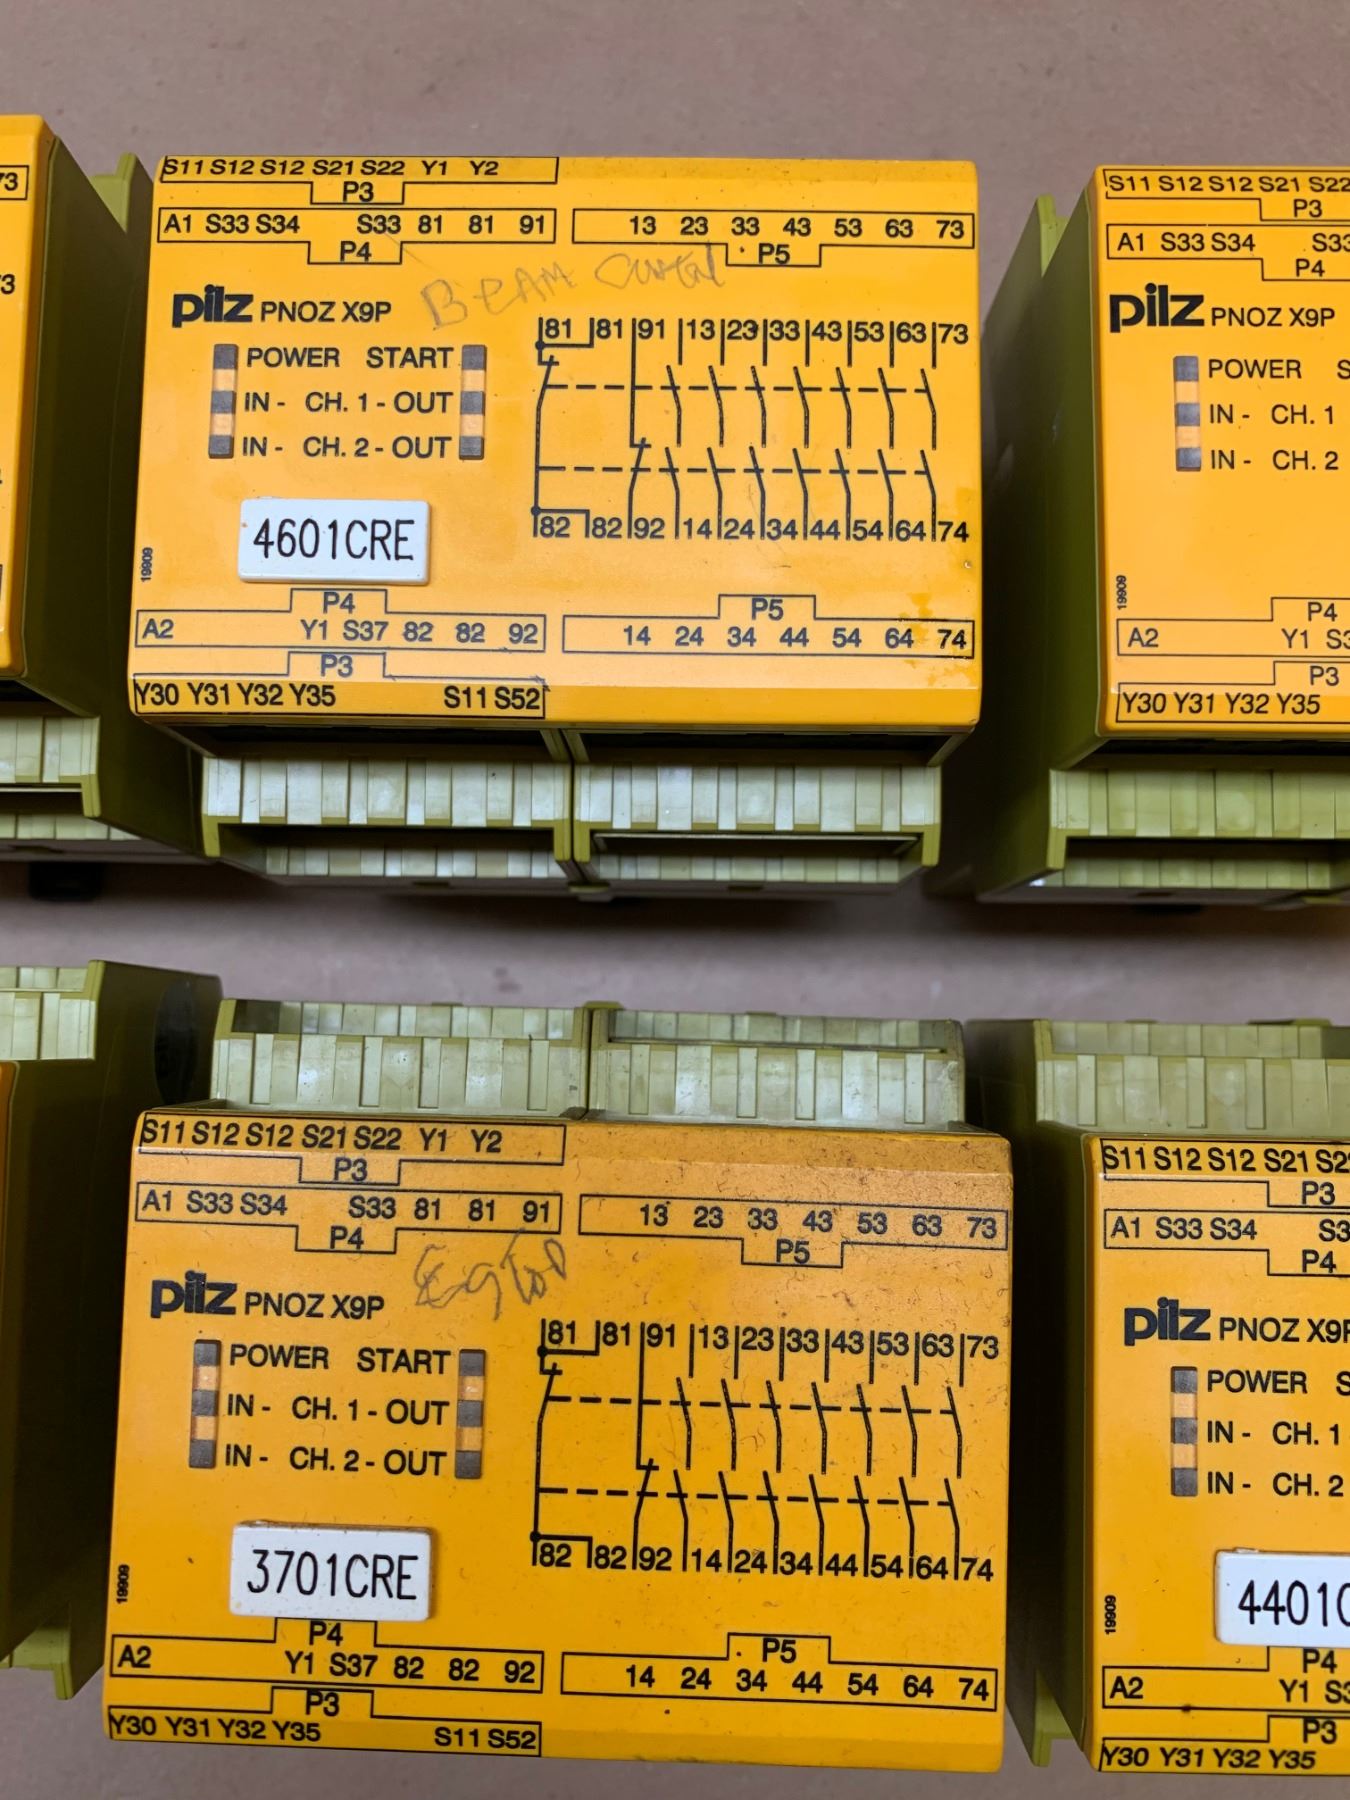 73
S11 S12 S12 S21 S22 Y1 Y2
P3
A1 S33 S34 S33 81 81 91
13 23 33 43 53 63 73
P4
P5
BEAM
pilz PNOZ X9P
81 81 91 13 23 33 43 53 63 73
POWER START
IN - CH. 1 - OUT
IN - CH. 2 - OUT
82 82 92 14 24 34 44 54 64 74
4601CRE
19909
P4
P5
A2 Y1 S37 82 82 92
14 24 34 44 54 64 74
P3
Y30 Y31 Y32 Y35 S11 S52
S11 S12 S12 S21 S22
P3
A1 S33 S34 S33
P4
pilz PNOZ X9P
POWER S
IN - CH. 1
IN - CH. 2
19909
P4
A2 Y1 S3
P3
Y30 Y31 Y32 Y35
S11 S12 S12 S21 S22 Y1 Y2
P3
A1 S33 S34 S33 81 81 91
13 23 33 43 53 63 73
P4
P5
pilz PNOZ X9P
81 81 91 13 23 33 43 53 63 73
POWER START
IN - CH. 1 - OUT
IN - CH. 2 - OUT
82 82 92 14 24 34 44 54 64 74
3701CRE
19909
P4
P5
A2 Y1 S37 82 82 92
14 24 34 44 54 64 74
P3
Y30 Y31 Y32 Y35 S11 S52
S11 S12 S12 S21 S22
P3
A1 S33 S34 S3
P4
pilz PNOZ X9P
POWER S
IN - CH. 1
IN - CH. 2
4401C
19909
P4
A2 Y1 S3
P3
Y30 Y31 Y32 Y35